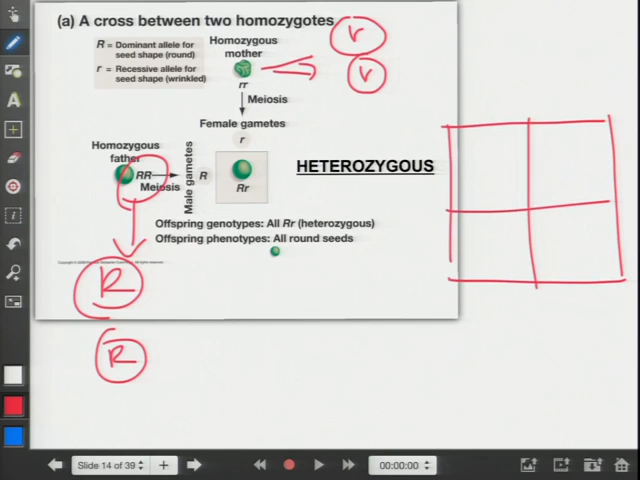 (a) A cross between two homozygotes
R = Dominant allele for
seed shape (round)
r = Recessive allele for
seed shape (wrinkled)
Homozygous
mother
rr
r
r
Meiosis
Female gametes
r
Homozygous
father
RR
Meiosis
Male gametes
R
Rr
HETEROZYGOUS
Offspring genotypes: All Rr (heterozygous)
Offspring phenotypes: All round seeds
R
R
Slide 14 of 39
00:00:00